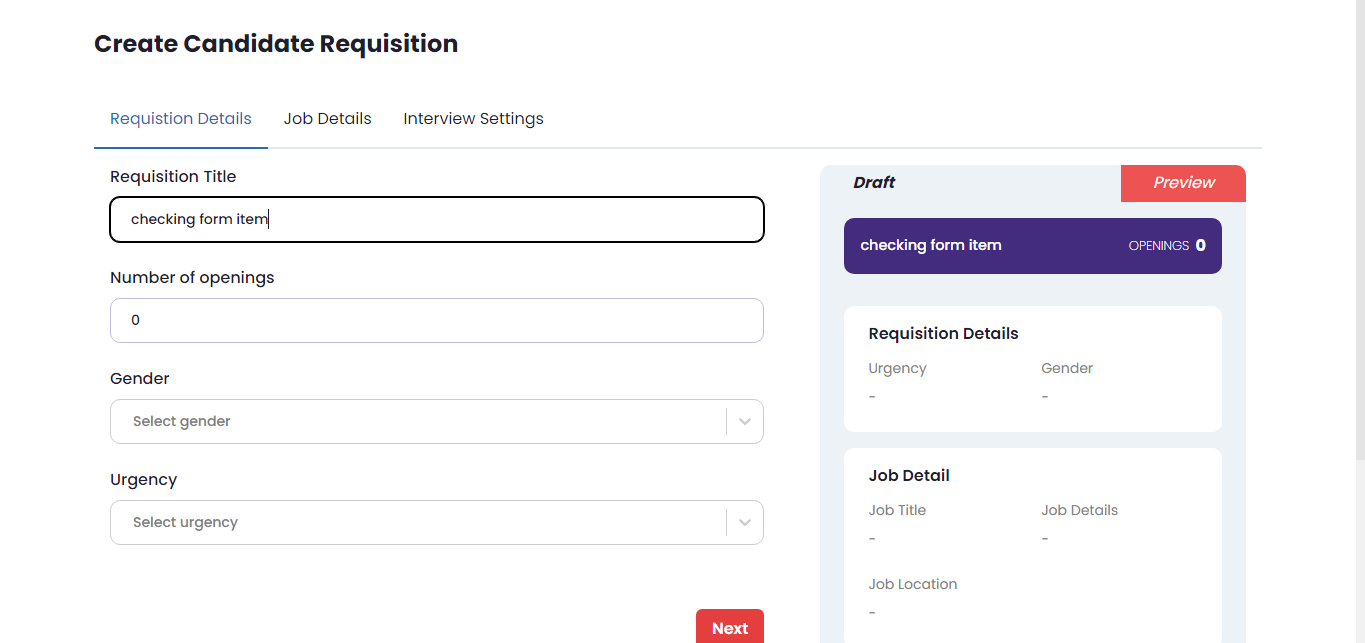 Create Candidate Requisition
Requistion Details Job Details Interview Settings
Requisition Title
checking form item
Number of openings
0
Gender
Select gender
Urgency
Select urgency
Next
Draft Preview
checking form item OPENINGS 0
Requisition Details
Urgency Gender
- -
Job Detail
Job Title Job Details
- -
Job Location
-